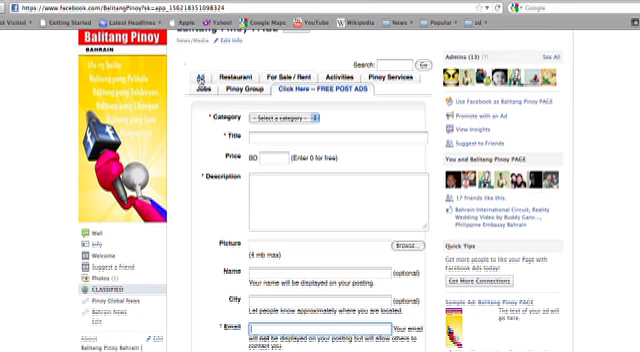 https://www.facebook.com/BalitangPinoy?sk=app_156218351098324
Google
Getting Started
Latest Headlines
Apple
Yahoo!
Google Maps
YouTube
Wikipedia
News (69)
Popular
Balitang Pinoy
BAHRAIN
News/Media
Edit Info
Search:
Go
All
Restaurant
For Sale / Rent
Activities
Pinoy Services
Jobs
Pinoy Group
Click Here -- FREE POST ADS
* Category
- Select a category -
* Title
Price
BD
(Enter 0 for free)
* Description
Picture
Browse...
(4 mb max)
Name
(optional)
Your name will be displayed on your posting.
City
(optional)
Let people know approximately where you are located.
* Email
Your email
will not be displayed on your posting but will allow others to
contact you.
Wall
Info
Welcome
Suggest a friend
Photos (1)
CLASSIFIED
Pinoy Global News
Bahrain News
Edit
About
Edit
Balitang Pinoy Bahrain
Admins (13)
See All
Use Facebook as Balitang Pinoy PAGE
Promote with an Ad
View Insights
Suggest to Friends
You and Balitang Pinoy PAGE
17 friends like this.
Bahrain International Circuit, Reality
Wedding Video by Buddy Gano...,
Philippine Embassy Bahrain
Quick Tips
Get more people to like your Page with
Facebook Ads today!
Get More Connections
Sample Ad: Balitang Pinoy PAGE
The text of your ad will
go here.